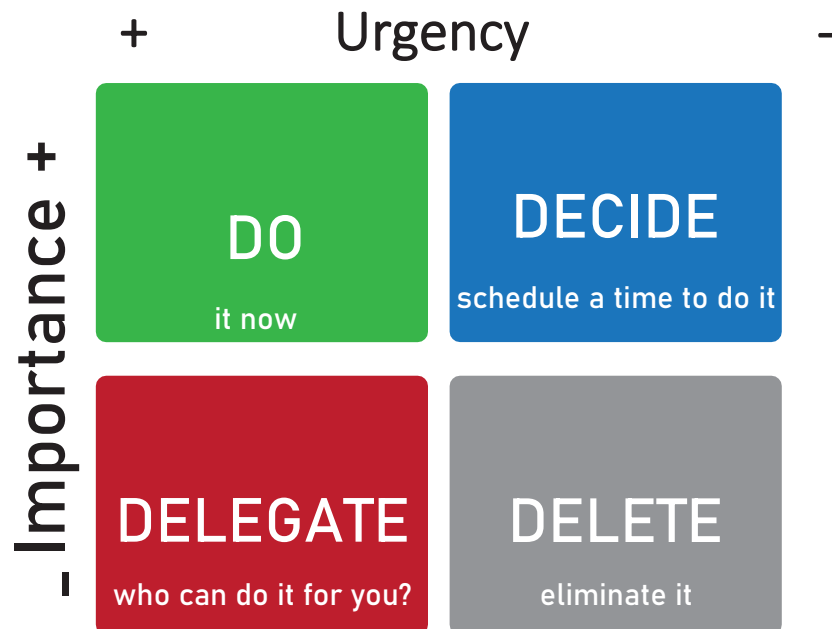 + Urgency -
- Importance +
DO
it now
DECIDE
schedule a time to do it
DELEGATE
who can do it for you?
DELETE
eliminate it